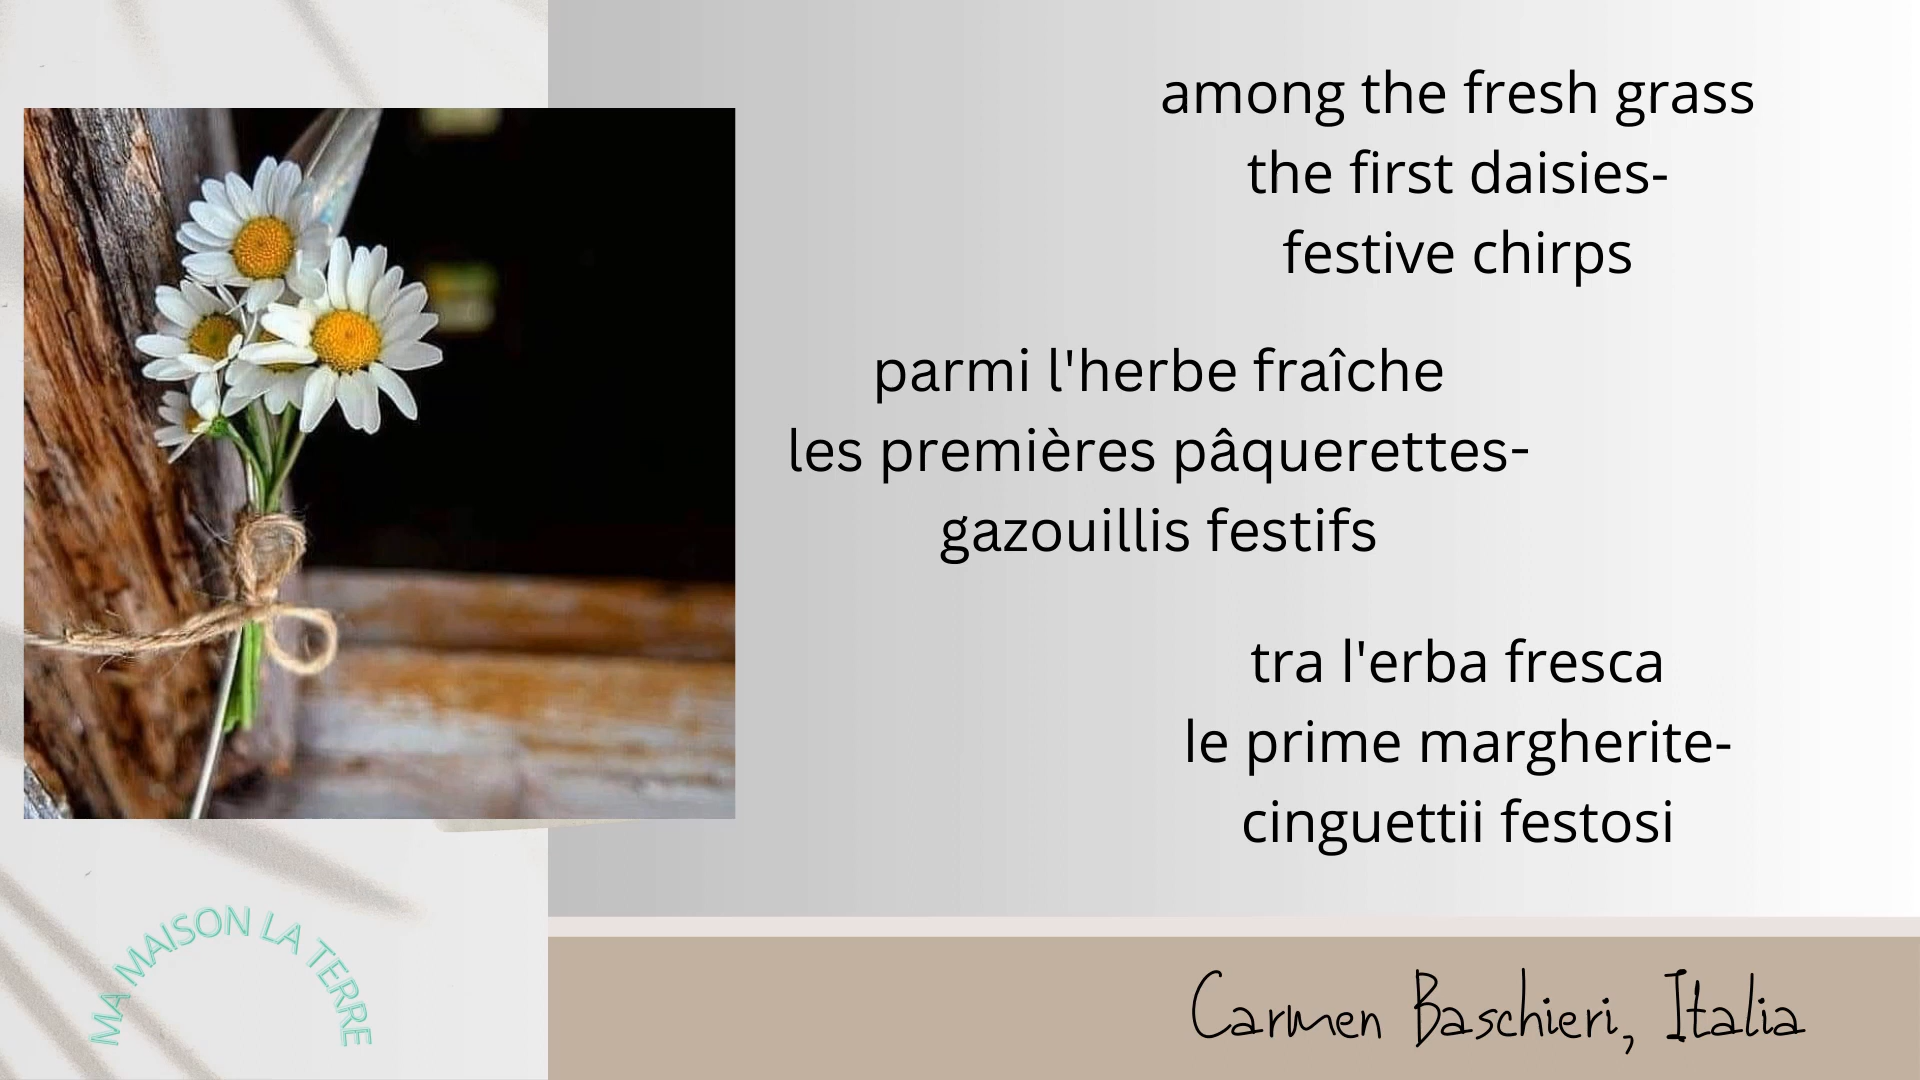 among the fresh grass
the first daisies-
festive chirps
parmi l'herbe fraîche
les premières pâquerettes-
gazouillis festifs
tra l'erba fresca
le prime margherite-
cinguettii festosi
MA MAISON LA TERRE
Carmen Baschieri, Italia